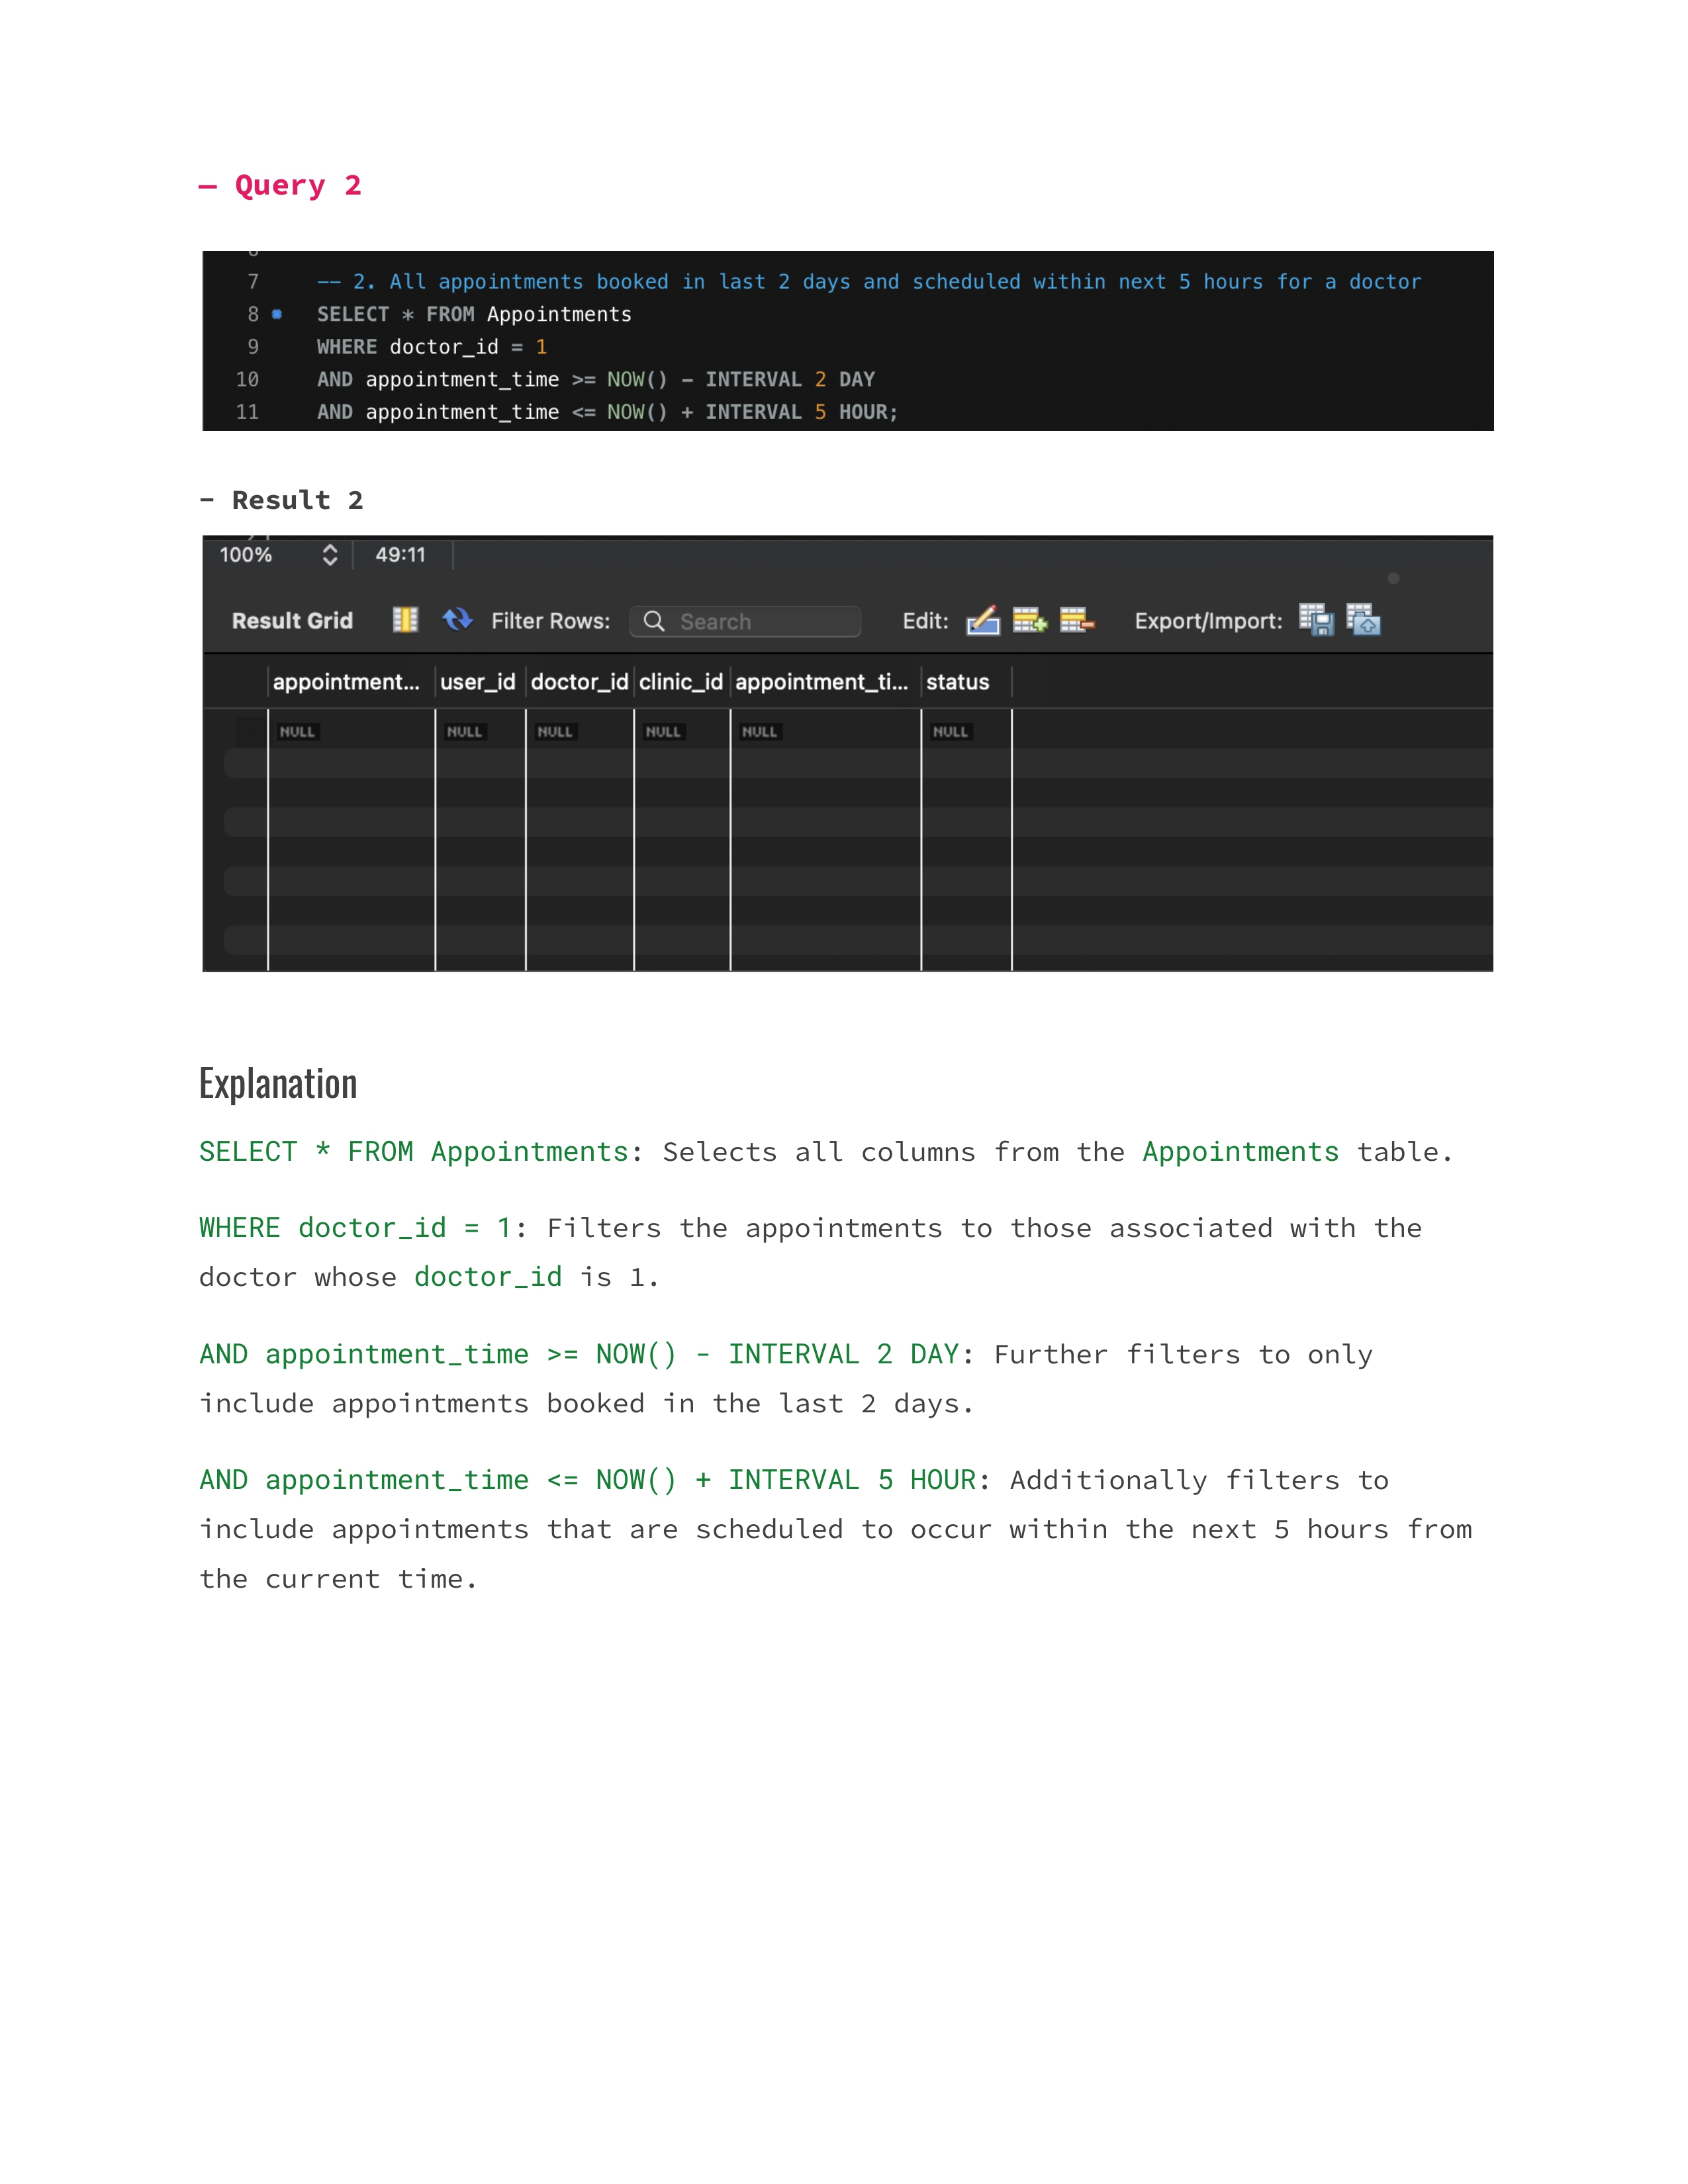 — Query 2
7 -- 2. All appointments booked in last 2 days and scheduled within next 5 hours for a doctor
8 SELECT * FROM Appointments
9 WHERE doctor_id = 1
10 AND appointment_time >= NOW() - INTERVAL 2 DAY
11 AND appointment_time <= NOW() + INTERVAL 5 HOUR;
- Result 2
100% 49:11
Result Grid Filter Rows: Search Edit: Export/Import:
appointment... user_id doctor_id clinic_id appointment_ti... status
NULL NULL NULL NULL NULL NULL
Explanation
SELECT * FROM Appointments: Selects all columns from the Appointments table.
WHERE doctor_id = 1: Filters the appointments to those associated with the
doctor whose doctor_id is 1.
AND appointment_time >= NOW() - INTERVAL 2 DAY: Further filters to only
include appointments booked in the last 2 days.
AND appointment_time <= NOW() + INTERVAL 5 HOUR: Additionally filters to
include appointments that are scheduled to occur within the next 5 hours from
the current time.